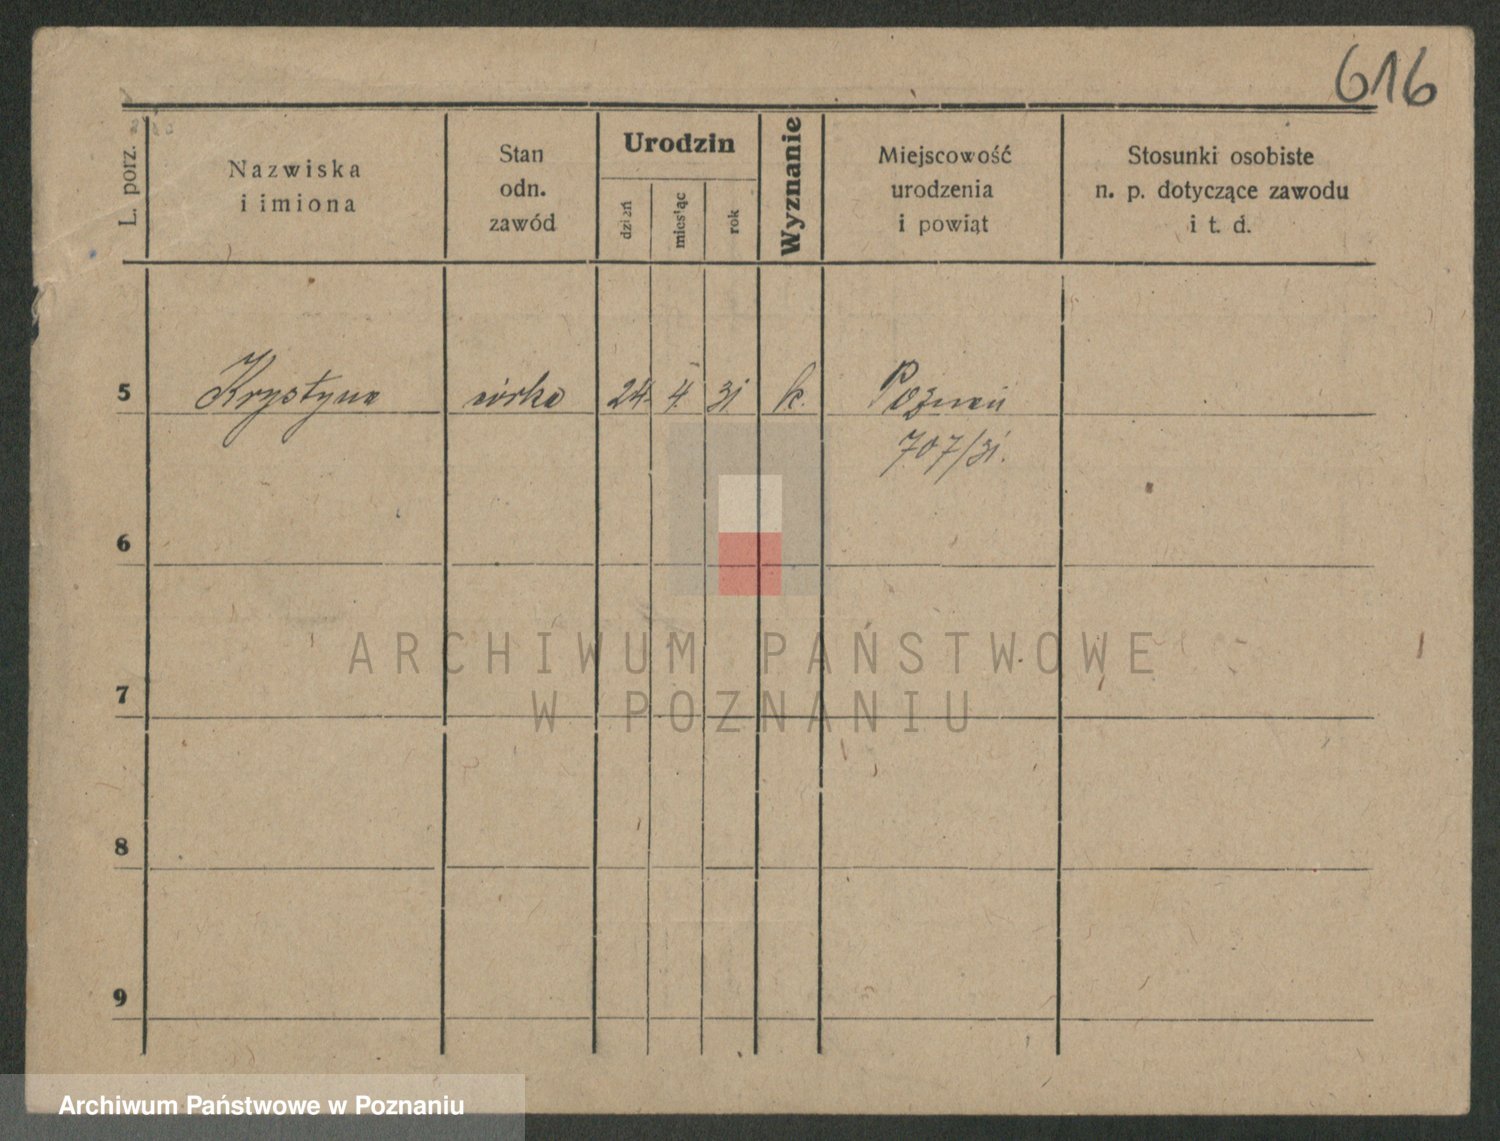 616
L. porz.
Nazwiska
i imiona
Stan
odn.
zawód
Urodzin
dzień
miesiąc
rok
Wyznanie
Miejscowość
urodzenia
i powiąt
Stosunki osobiste
n. p. dotyczące zawodu
i t. d.
5 Krystyna córka 24. 4. 31. k. Poznań
707/31.
6
7
8
9
ARCHIWUM PAŃSTWOWE
W POZNANIU
Archiwum Państwowe w Poznaniu